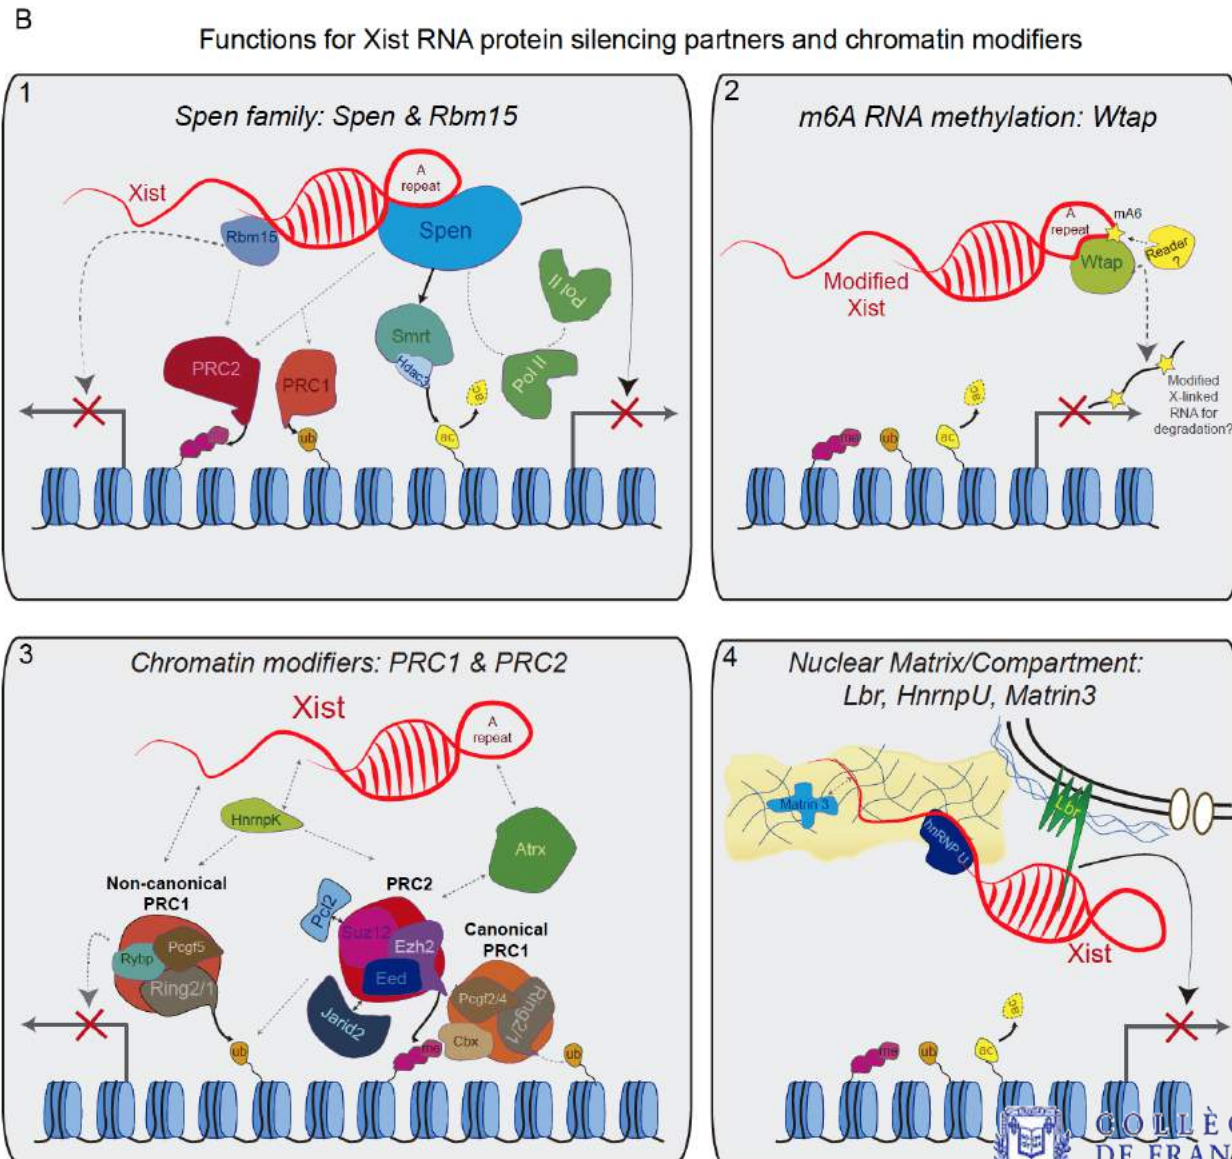 B
Functions for Xist RNA protein silencing partners and chromatin modifiers
1
Spen family: Spen & Rbm15
Xist
A
repeat
Rbm15
Spen
Pol II
Smrt
Hdac3
PRC2
PRC1
Pol II
ac
ub
ac
2
m6A RNA methylation: Wtap
A
repeat
mA6
Wtap
Reader
?
Modified
Xist
Modified
X-linked
RNA for
degradation?
ac
me
ub
ac
3
Chromatin modifiers: PRC1 & PRC2
Xist
A
repeat
HnrnpK
Atrx
Non-canonical
PRC1
Rybp
Pcgf5
Ring2/1
PRC2
Pcl2
Suz12
Ezh2
Eed
Jarid2
Canonical
PRC1
Pcgf2/4
Ring2/1
Cbx
ub
me
ub
4
Nuclear Matrix/Compartment:
Lbr, HnrnpU, Matrin3
Matrin 3
Lbr
hnRNP U
Xist
ac
me
ub
ac
COLLÈG
DE FRAN